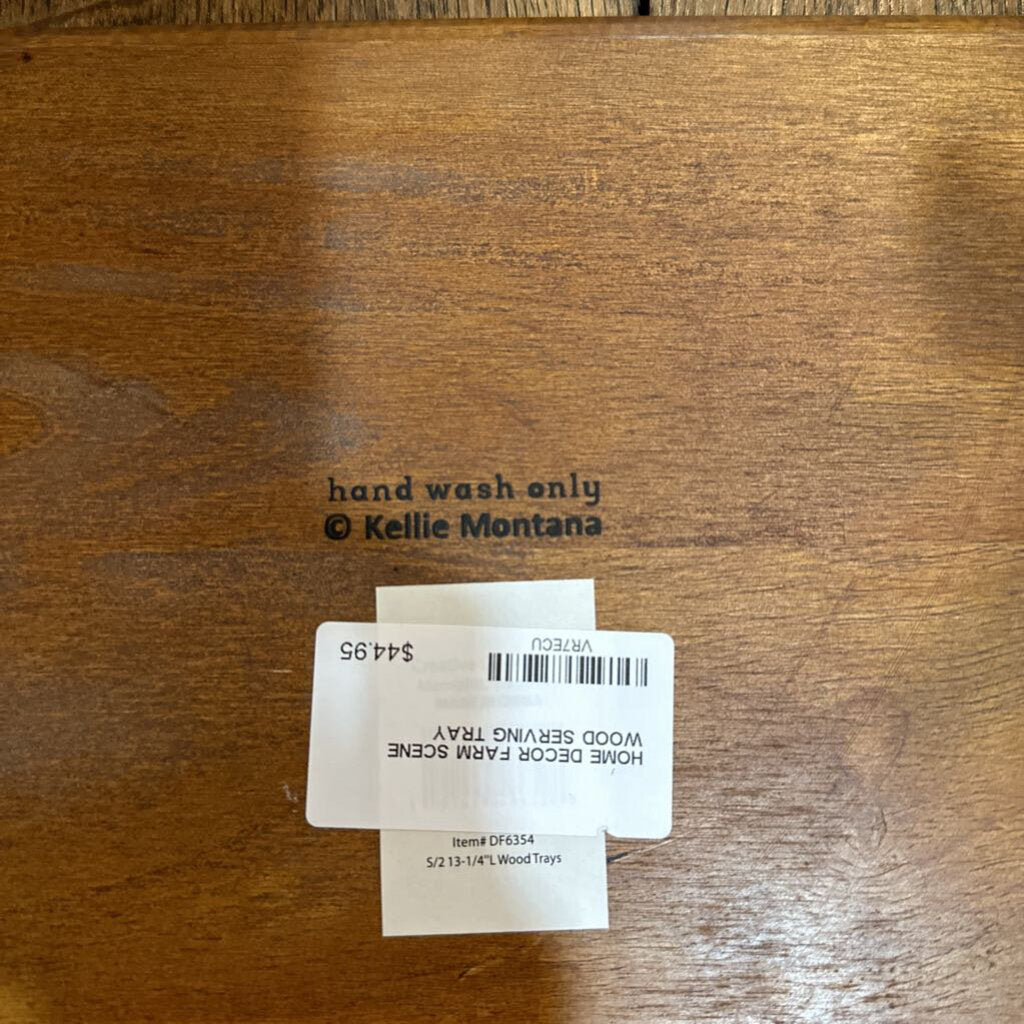 hand wash only
© Kellie Montana
$44.95
VR7ECU
HOME DECOR FARM SCENE
WOOD SERVING TRAY
Item# DF6354
S/2 13-1/4"L Wood Trays